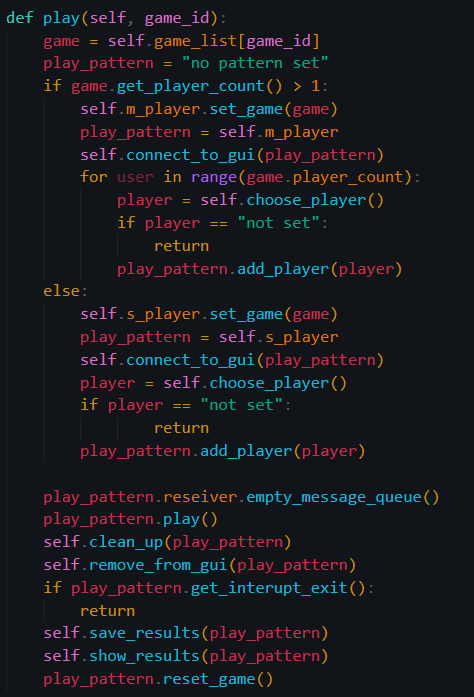 def play(self, game_id):
    game = self.game_list[game_id]
    play_pattern = "no pattern set"
    if game.get_player_count() > 1:
        self.m_player.set_game(game)
        play_pattern = self.m_player
        self.connect_to_gui(play_pattern)
        for user in range(game.player_count):
            player = self.choose_player()
            if player == "not set":
                return
            play_pattern.add_player(player)
    else:
        self.s_player.set_game(game)
        play_pattern = self.s_player
        self.connect_to_gui(play_pattern)
        player = self.choose_player()
        if player == "not set":
                return
        play_pattern.add_player(player)

    play_pattern.reseiver.empty_message_queue()
    play_pattern.play()
    self.clean_up(play_pattern)
    self.remove_from_gui(play_pattern)
    if play_pattern.get_interupt_exit():
        return
    self.save_results(play_pattern)
    self.show_results(play_pattern)
    play_pattern.reset_game()